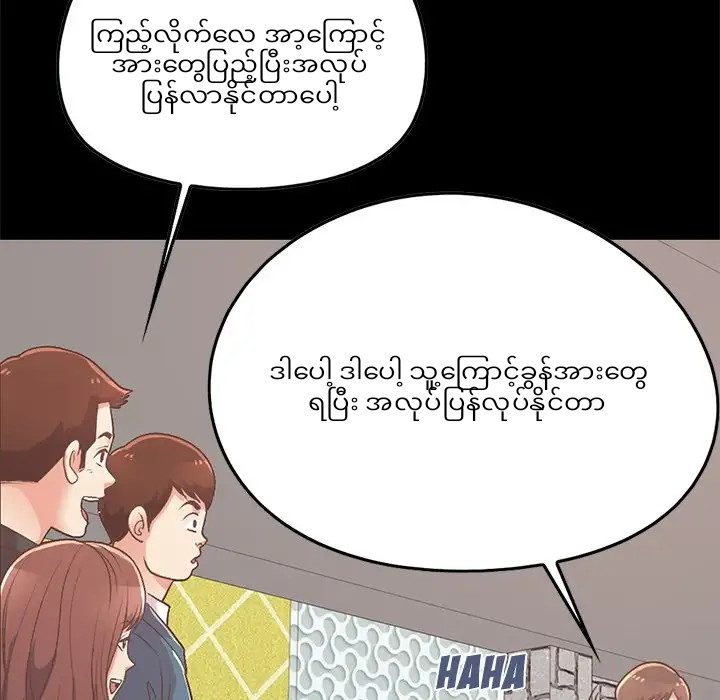 ကြည့်လိုက်လေ အာ့ကြောင့်
အားတွေပြည့်ပြီးအလုပ်
ပြန်လာနိုင်တာပေါ့
ဒါပေါ့ ဒါပေါ့ သူ့ကြောင့်ခွန်အားတွေ
ရပြီး အလုပ်ပြန်လုပ်နိုင်တာ
HAHA